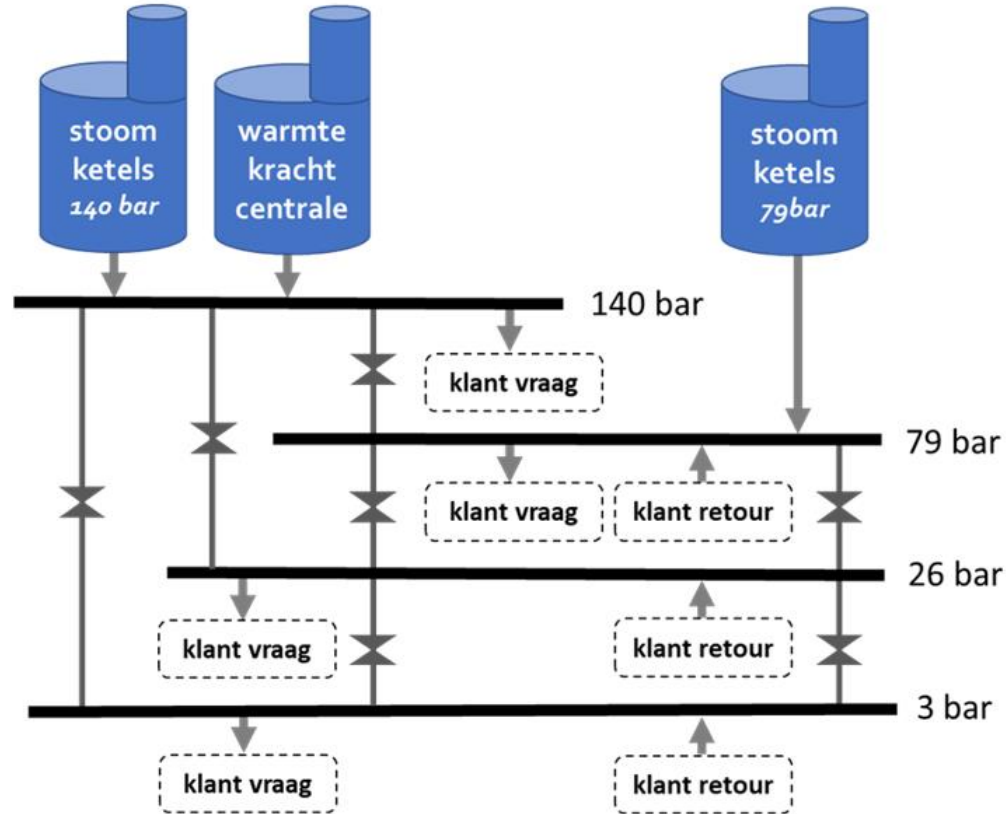 stoom
ketels
140 bar
warmte
kracht
centrale
stoom
ketels
79bar
140 bar
klant vraag
79 bar
klant vraag
klant retour
26 bar
klant vraag
klant retour
3 bar
klant vraag
klant retour